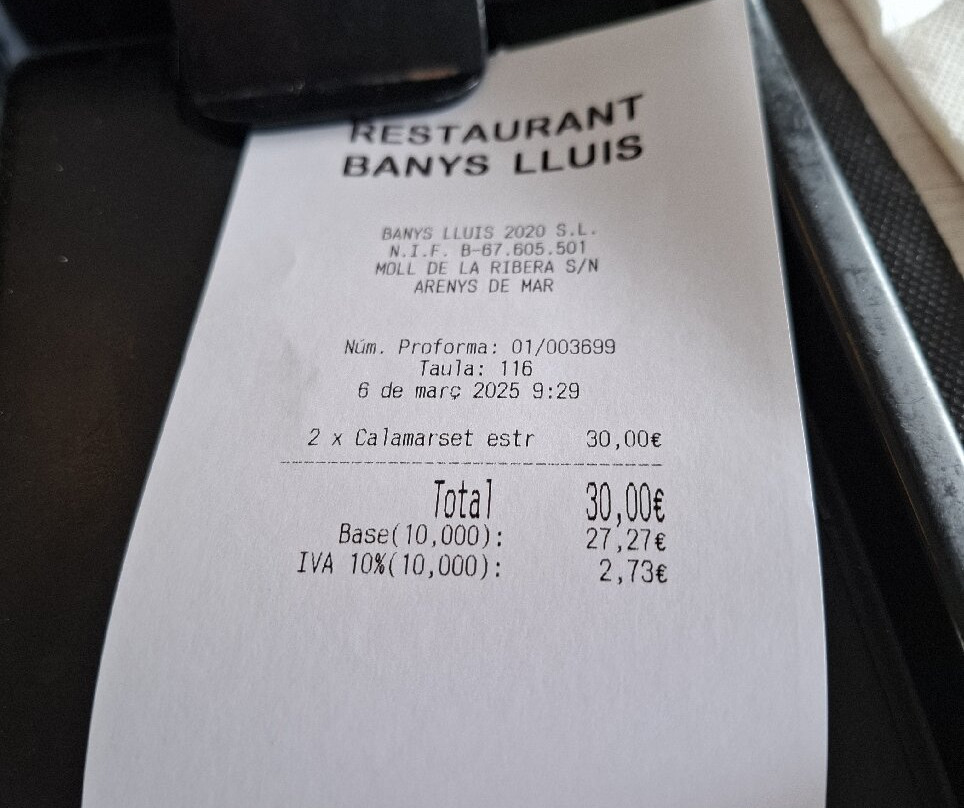 RESTAURANT
BANYS LLUIS
BANYS LLUIS 2020 S.L.
N.I.F. B-67.605.501
MOLL DE LA RIBERA S/N
ARENYS DE MAR
Núm. Proforma: 01/003699
Taula: 116
6 de març 2025 9:29
2 x Calamarset estr 30,00€
Total 30,00€
Base(10,000): 27,27€
IVA 10%(10,000): 2,73€